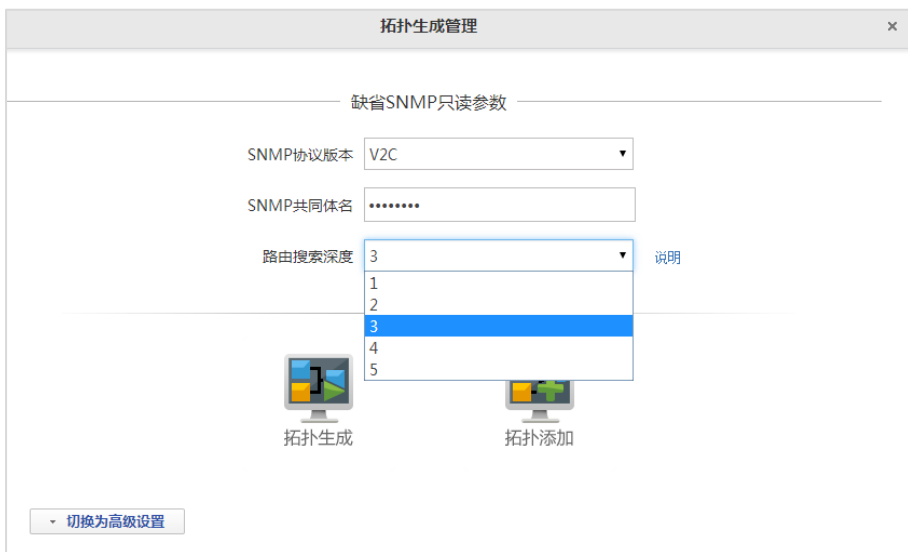 拓扑生成管理 ×
缺省SNMP只读参数
SNMP协议版本 V2C
SNMP共同体名 ••••••••
路由搜索深度 3 说明
1
2
3
4
5
拓扑生成 拓扑添加
切换为高级设置